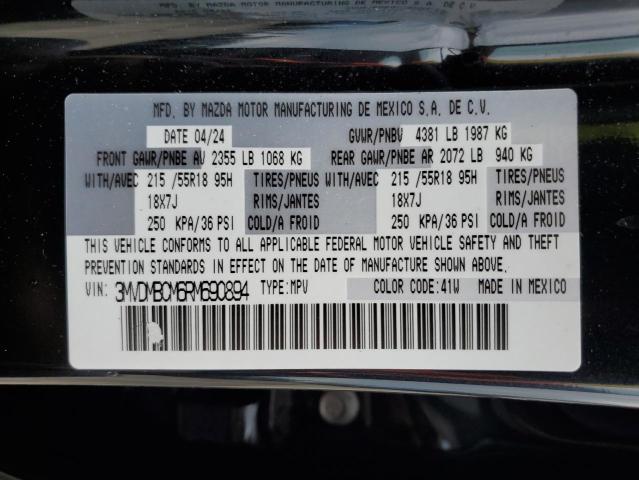 MFD. BY MAZDA MOTOR MANUFACTURING DE MEXICO S.A. DE C.V.
DATE 04/24 GVWR/PNBV 4381 LB 1987 KG
FRONT GAWR/PNBE AV 2355 LB 1068 KG REAR GAWR/PNBE AR 2072 LB 940 KG
WITH/AVEC 215 /55R18 95H TIRES/PNEUS WITH/AVEC 215 /55R18 95H TIRES/PNEUS
18X7J RIMS/JANTES 18X7J RIMS/JANTES
250 KPA/36 PSI COLD/A FROID 250 KPA/36 PSI COLD/A FROID
THIS VEHICLE CONFORMS TO ALL APPLICABLE FEDERAL MOTOR VEHICLE SAFETY AND THEFT
PREVENTION STANDARDS IN EFFECT ON THE DATE OF MANUFACTURE SHOWN ABOVE.
VIN: 3MVDMBCM6RM690894 TYPE:MPV COLOR CODE:41W MADE IN MEXICO